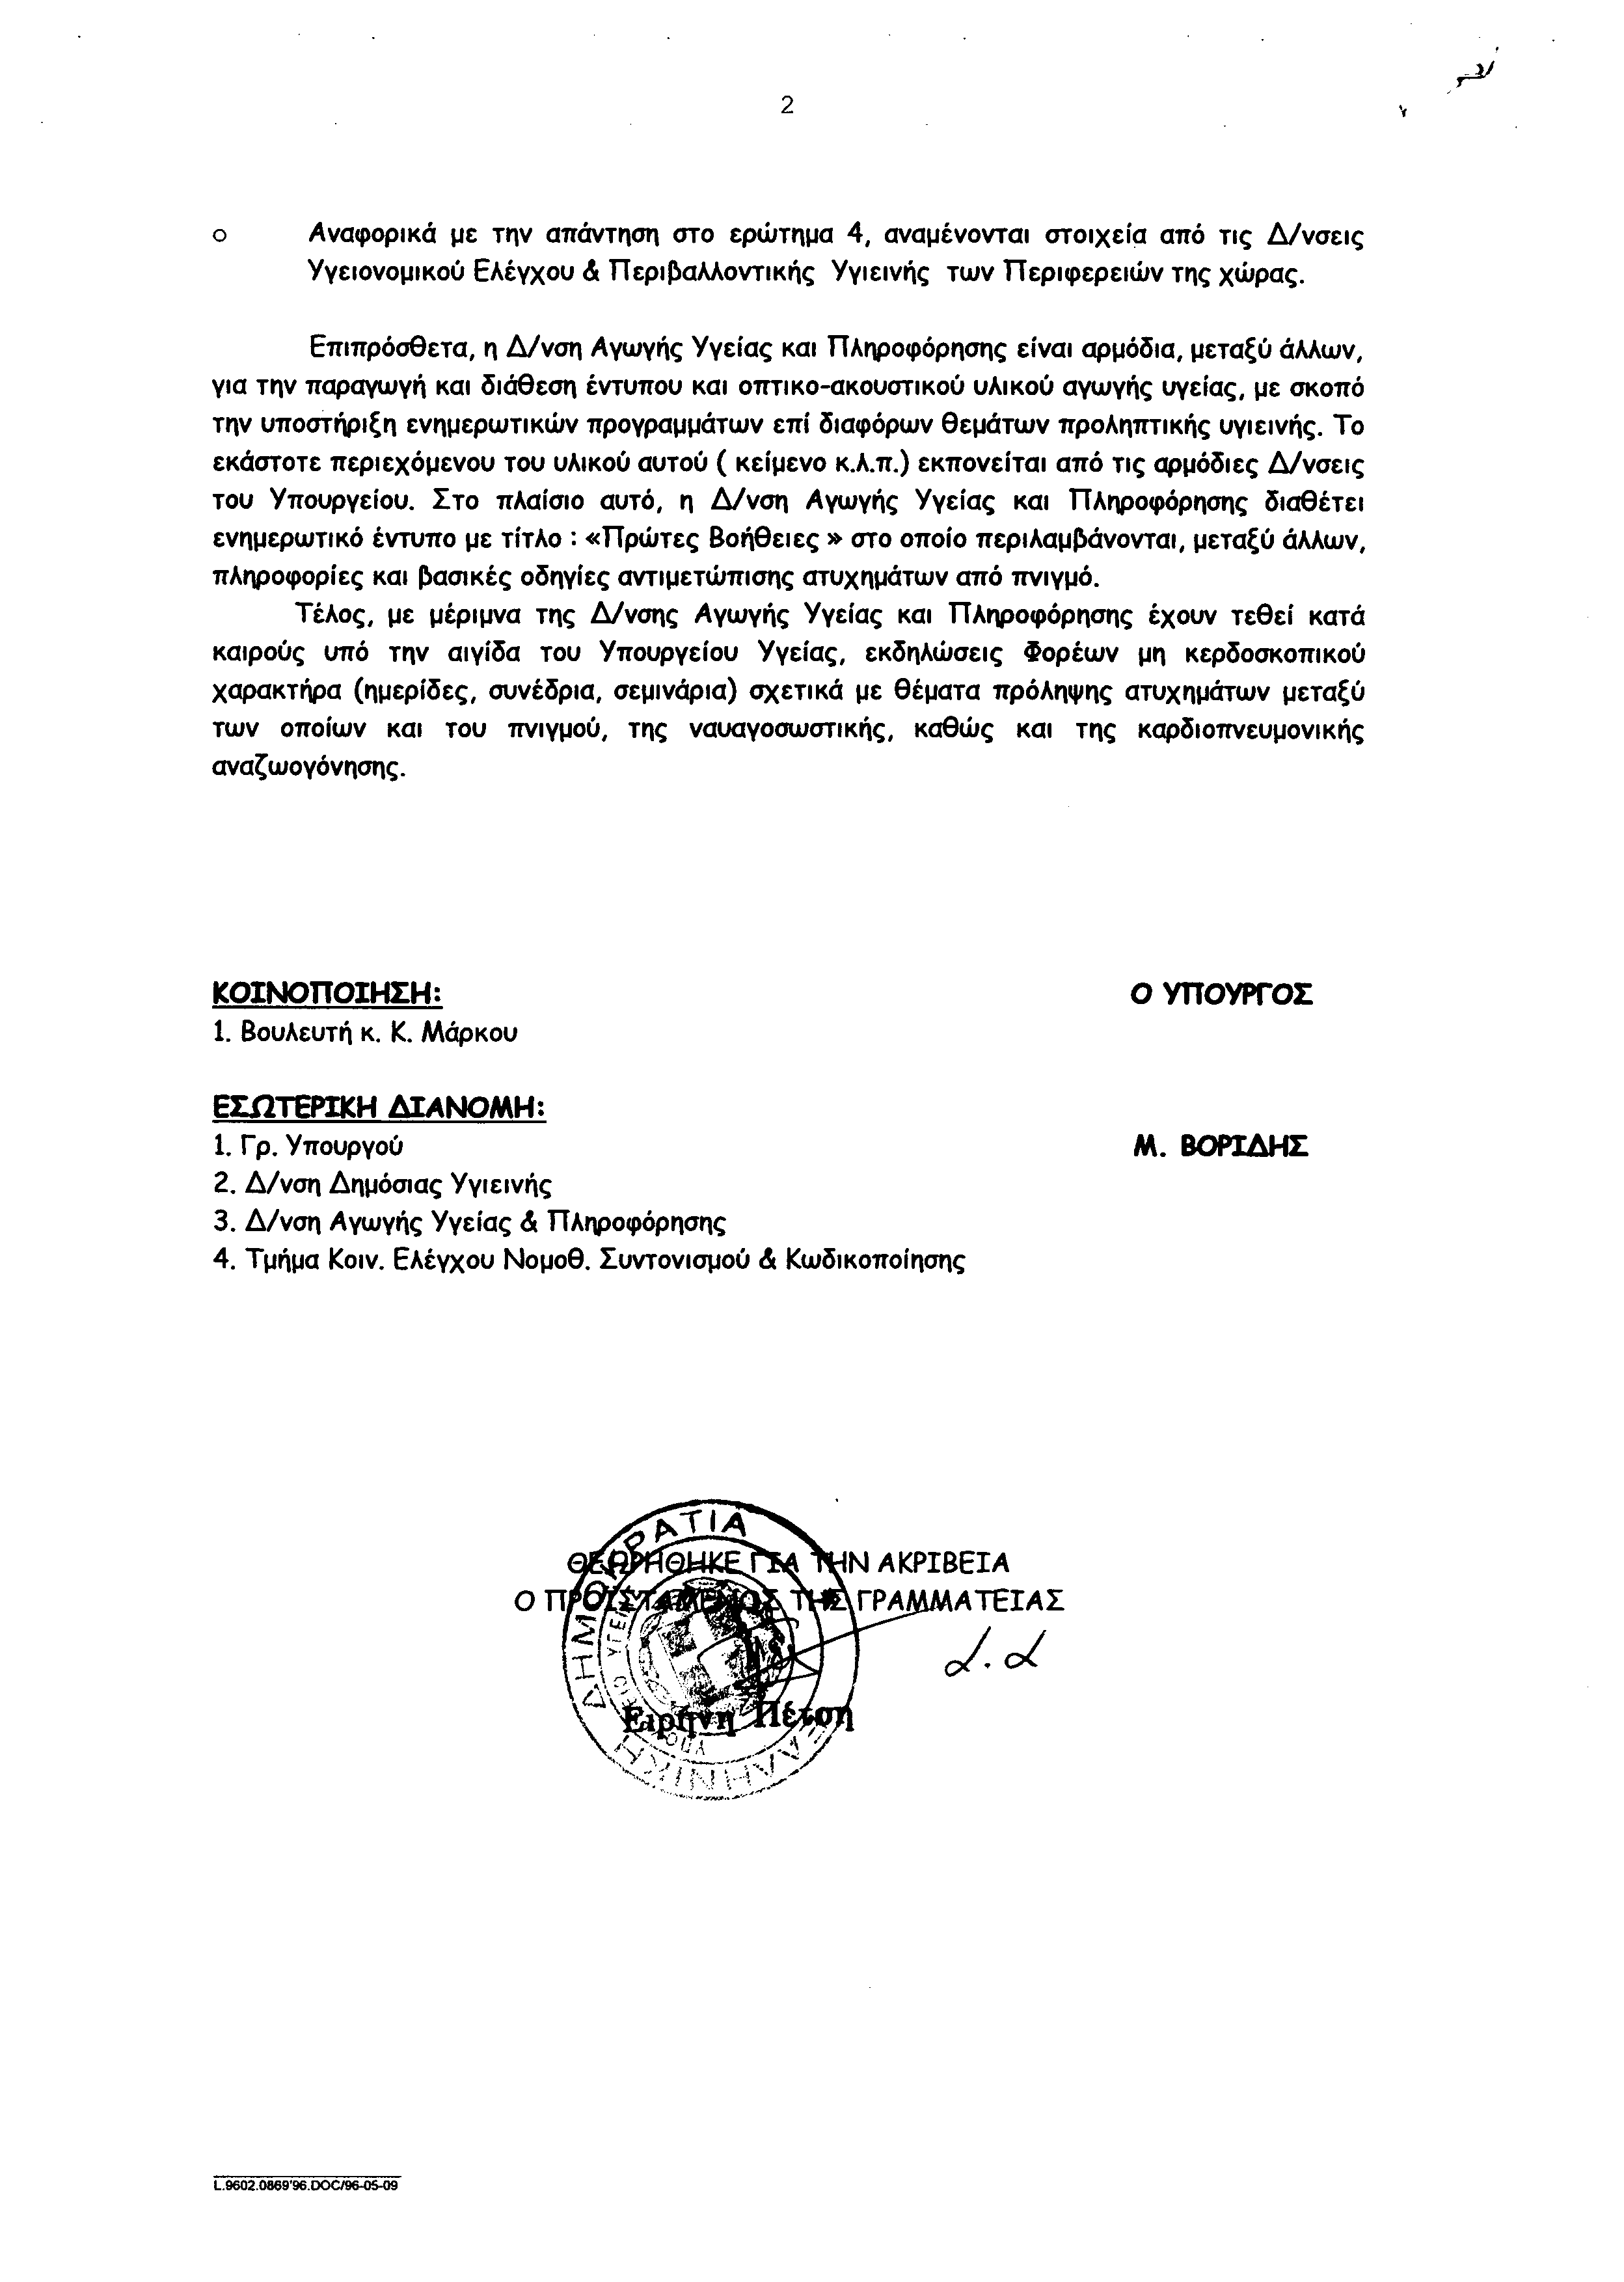 2
o Αναφορικά με την απάντηση στο ερώτημα 4, αναμένονται στοιχεία από τις Δ/νσεις
Υγειονομικού Ελέγχου & Περιβαλλοντικής Υγιεινής των Περιφερειών της χώρας.
Επιπρόσθετα, η Δ/νση Αγωγής Υγείας και Πληροφόρησης είναι αρμόδια, μεταξύ άλλων,
για την παραγωγή και διάθεση έντυπου και οπτικο-ακουστικού υλικού αγωγής υγείας, με σκοπό
την υποστήριξη ενημερωτικών προγραμμάτων επί διαφόρων θεμάτων προληπτικής υγιεινής. Το
εκάστοτε περιεχόμενου του υλικού αυτού ( κείμενο κ.λ.π.) εκπονείται από τις αρμόδιες Δ/νσεις
του Υπουργείου. Στο πλαίσιο αυτό, η Δ/νση Αγωγής Υγείας και Πληροφόρησης διαθέτει
ενημερωτικό έντυπο με τίτλο : «Πρώτες Βοήθειες » στο οποίο περιλαμβάνονται, μεταξύ άλλων,
πληροφορίες και βασικές οδηγίες αντιμετώπισης ατυχημάτων από πνιγμό.
Τέλος, με μέριμνα της Δ/νσης Αγωγής Υγείας και Πληροφόρησης έχουν τεθεί κατά
καιρούς υπό την αιγίδα του Υπουργείου Υγείας, εκδηλώσεις Φορέων μη κερδοσκοπικού
χαρακτήρα (ημερίδες, συνέδρια, σεμινάρια) σχετικά με θέματα πρόληψης ατυχημάτων μεταξύ
των οποίων και του πνιγμού, της ναυαγοσωστικής, καθώς και της καρδιοπνευμονικής
αναζωογόνησης.
ΚΟΙΝΟΠΟΙΗΣΗ: Ο ΥΠΟΥΡΓΟΣ
1. Βουλευτή κ. Κ. Μάρκου
ΕΣΩΤΕΡΙΚΗ ΔΙΑΝΟΜΗ:
1. Γρ. Υπουργού Μ. ΒΟΡΙΔΗΣ
2. Δ/νση Δημόσιας Υγιεινής
3. Δ/νση Αγωγής Υγείας & Πληροφόρησης
4. Τμήμα Κοιν. Ελέγχου Νομοθ. Συντονισμού & Κωδικοποίησης
ΘΕΩΡΗΘΗΚΕ ΓΙΑ ΤΗΝ ΑΚΡΙΒΕΙΑ
Ο ΠΡΟΪΣΤΑΜΕΝΟΣ ΤΗΣ ΓΡΑΜΜΑΤΕΙΑΣ
α.α
Ειρήνη Πέτση
ΕΛΛΗΝΙΚΗ ΔΗΜΟΚΡΑΤΙΑ
L.9602.0869'96.DOC/96-05-09